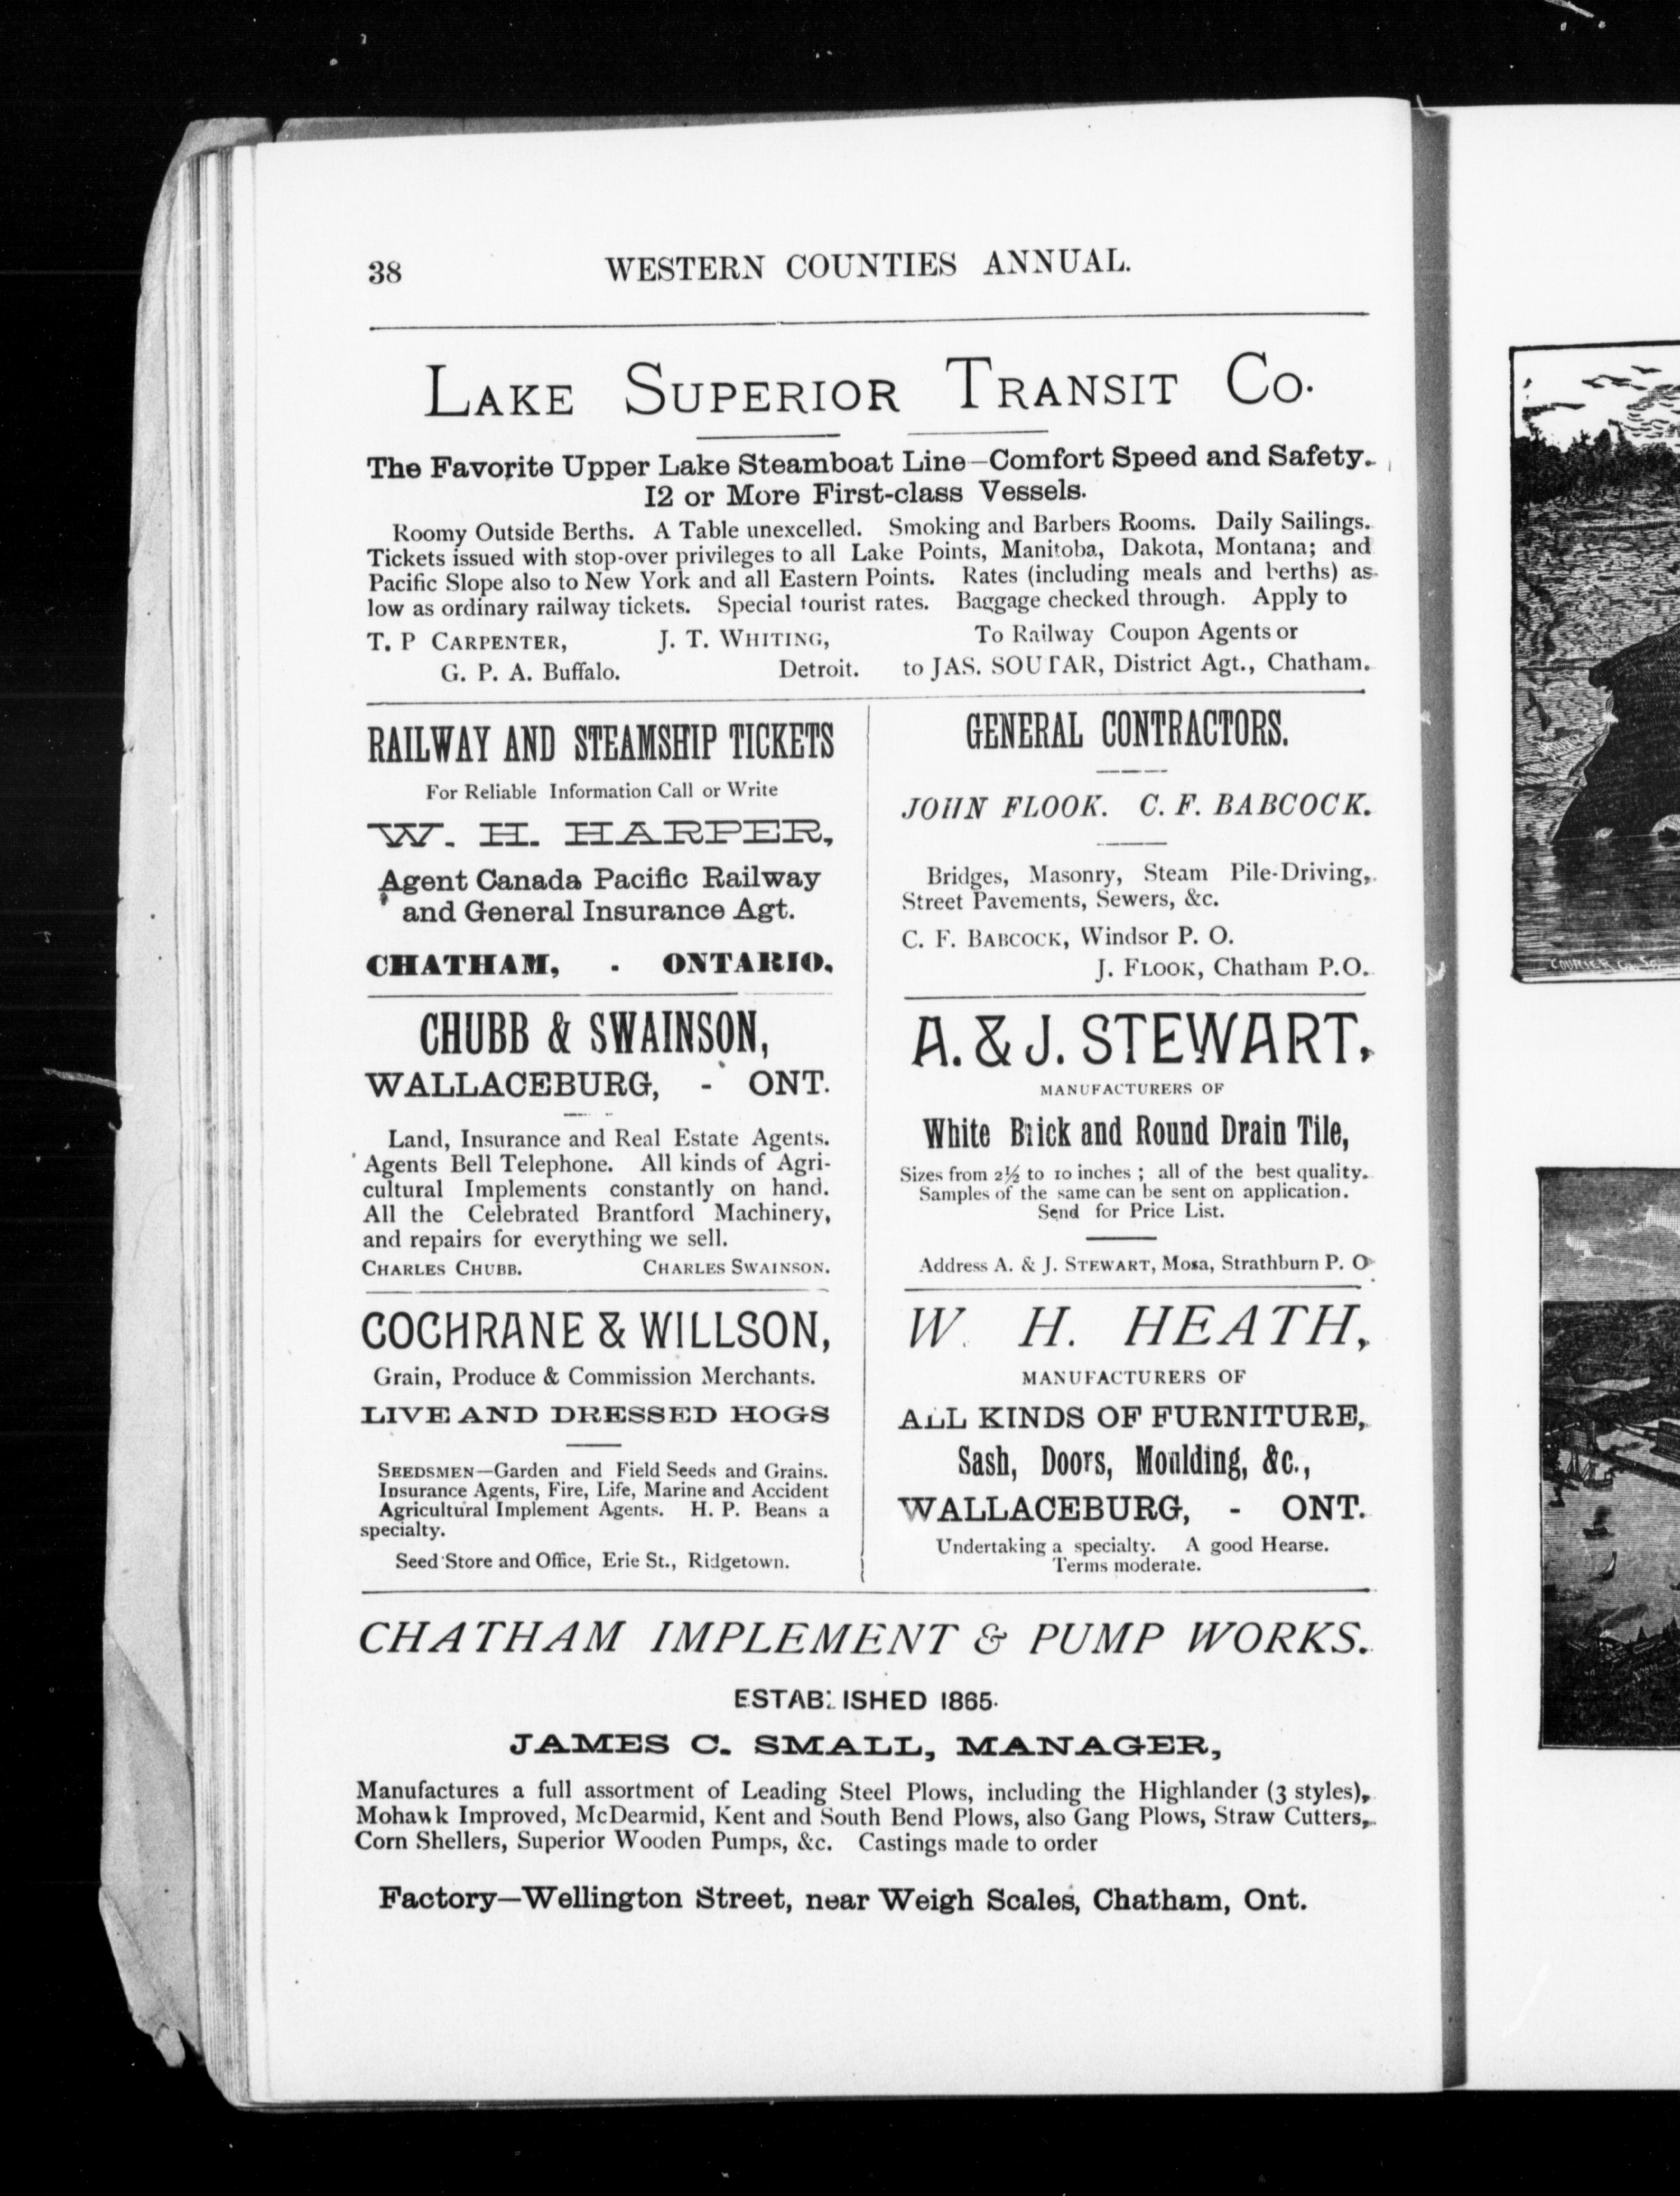 38 WESTERN COUNTIES ANNUAL.
LAKE SUPERIOR TRANSIT CO.
The Favorite Upper Lake Steamboat Line—Comfort Speed and Safety.
12 or More First-class Vessels.
Roomy Outside Berths. A Table unexcelled. Smoking and Barbers Rooms. Daily Sailings.
Tickets issued with stop-over privileges to all Lake Points, Manitoba, Dakota, Montana; and
Pacific Slope also to New York and all Eastern Points. Rates (including meals and berths) as
low as ordinary railway tickets. Special tourist rates. Baggage checked through. Apply to
T. P CARPENTER, J. T. WHITING, To Railway Coupon Agents or
G. P. A. Buffalo. Detroit. to JAS. SOUTAR, District Agt., Chatham.
RAILWAY AND STEAMSHIP TICKETS
For Reliable Information Call or Write
W. H. HARPER,
Agent Canada Pacific Railway
and General Insurance Agt.
CHATHAM, - ONTARIO.
CHUBB & SWAINSON,
WALLACEBURG, - ONT.
Land, Insurance and Real Estate Agents.
Agents Bell Telephone. All kinds of Agri-
cultural Implements constantly on hand.
All the Celebrated Brantford Machinery,
and repairs for everything we sell.
CHARLES CHUBB. CHARLES SWAINSON.
COCHRANE & WILLSON,
Grain, Produce & Commission Merchants.
LIVE AND DRESSED HOGS
SEEDSMEN—Garden and Field Seeds and Grains.
Insurance Agents, Fire, Life, Marine and Accident
Agricultural Implement Agents. H. P. Beans a
specialty.
Seed Store and Office, Erie St., Ridgetown.
GENERAL CONTRACTORS.
JOHN FLOOK. C. F. BABCOCK.
Bridges, Masonry, Steam Pile-Driving,
Street Pavements, Sewers, &c.
C. F. BABCOCK, Windsor P. O.
J. FLOOK, Chatham P.O.
A. & J. STEWART,
MANUFACTURERS OF
White Brick and Round Drain Tile,
Sizes from 2½ to 10 inches ; all of the best quality.
Samples of the same can be sent on application.
Send for Price List.
Address A. & J. STEWART, Mosa, Strathburn P. O
W. H. HEATH,
MANUFACTURERS OF
ALL KINDS OF FURNITURE,
Sash, Doors, Moulding, &c.,
WALLACEBURG, - ONT.
Undertaking a specialty. A good Hearse.
Terms moderate.
CHATHAM IMPLEMENT & PUMP WORKS.
ESTABLISHED 1865.
JAMES C. SMALL, MANAGER,
Manufactures a full assortment of Leading Steel Plows, including the Highlander (3 styles),
Mohawk Improved, McDearmid, Kent and South Bend Plows, also Gang Plows, Straw Cutters,
Corn Shellers, Superior Wooden Pumps, &c. Castings made to order
Factory—Wellington Street, near Weigh Scales, Chatham, Ont.